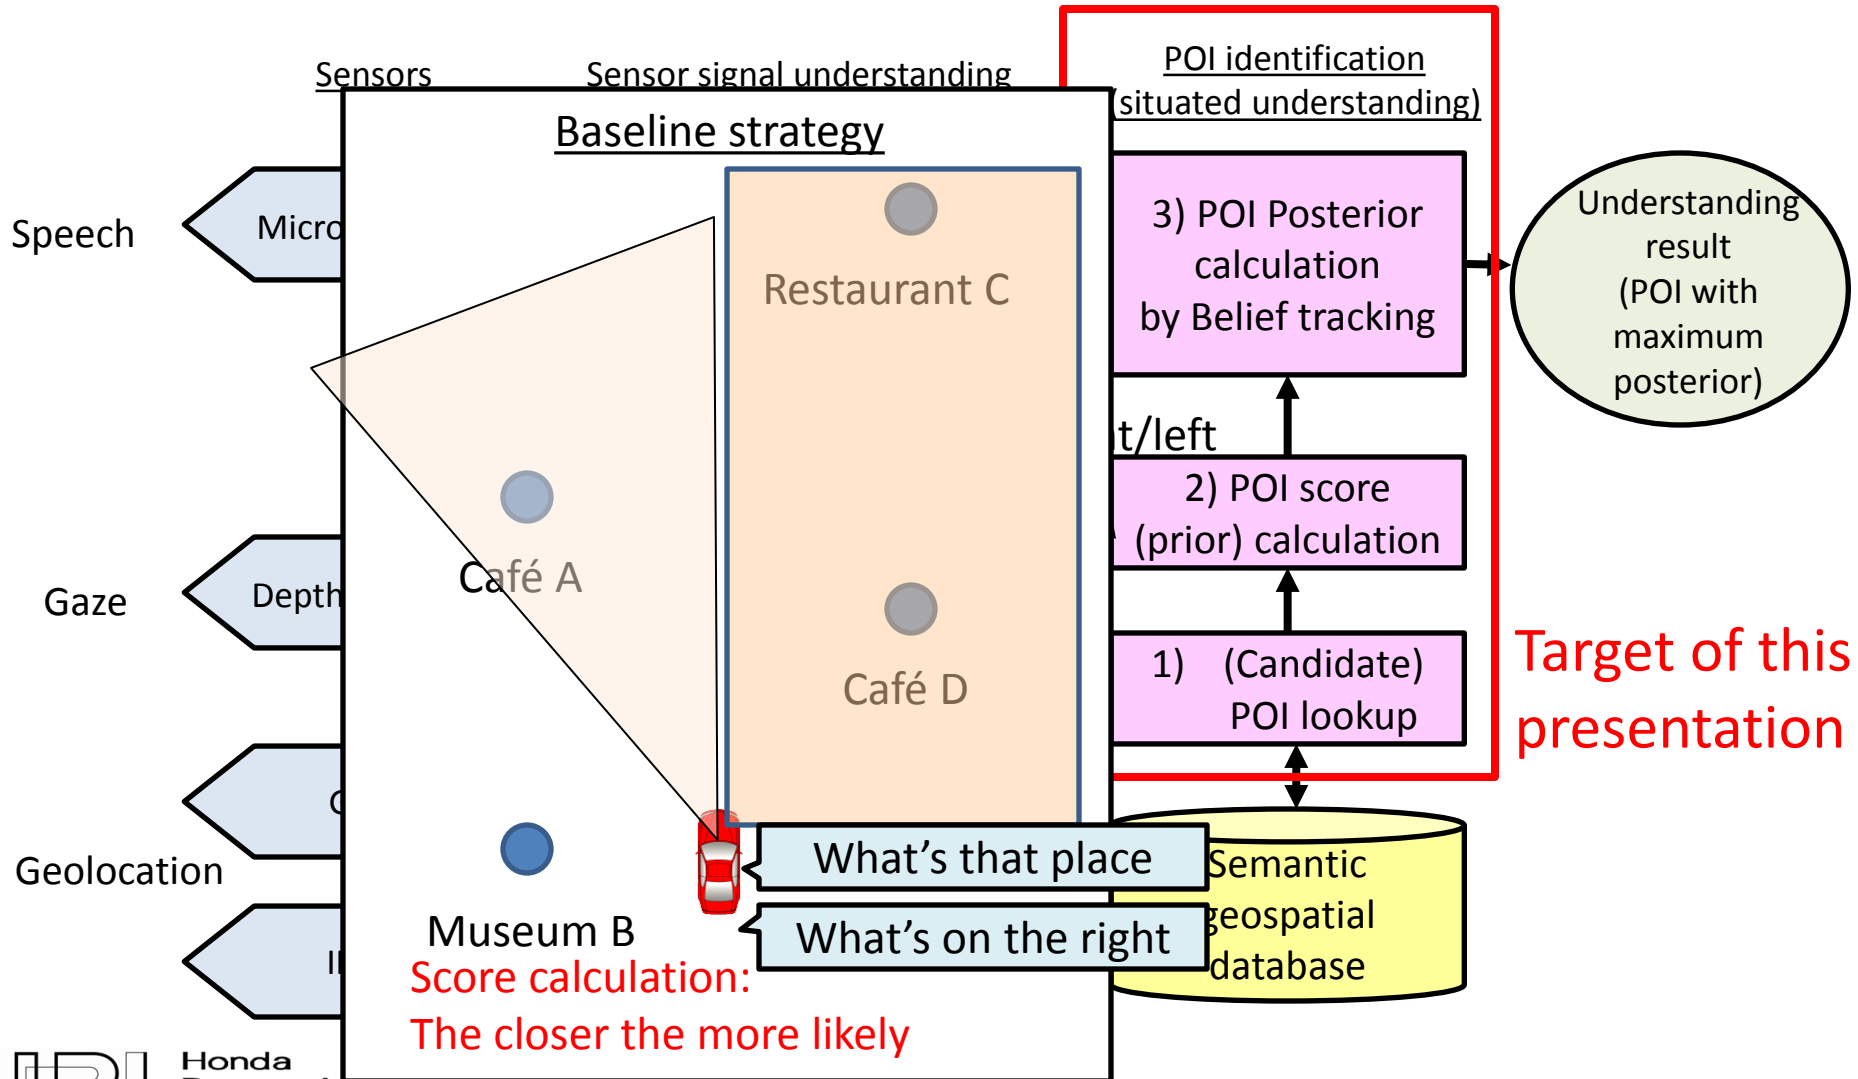 Sensors
Sensor signal understanding
POI identification
(situated understanding)
Baseline strategy
Speech
Gaze
Depth
Geolocation
Restaurant C
Café A
Café D
Museum B
What's that place
What's on the right
Score calculation:
The closer the more likely
3) POI Posterior
calculation
by Belief tracking
2) POI score
(prior) calculation
1) (Candidate)
POI lookup
Semantic
geospatial
database
Understanding
result
(POI with
maximum
posterior)
Target of this
presentation
Honda